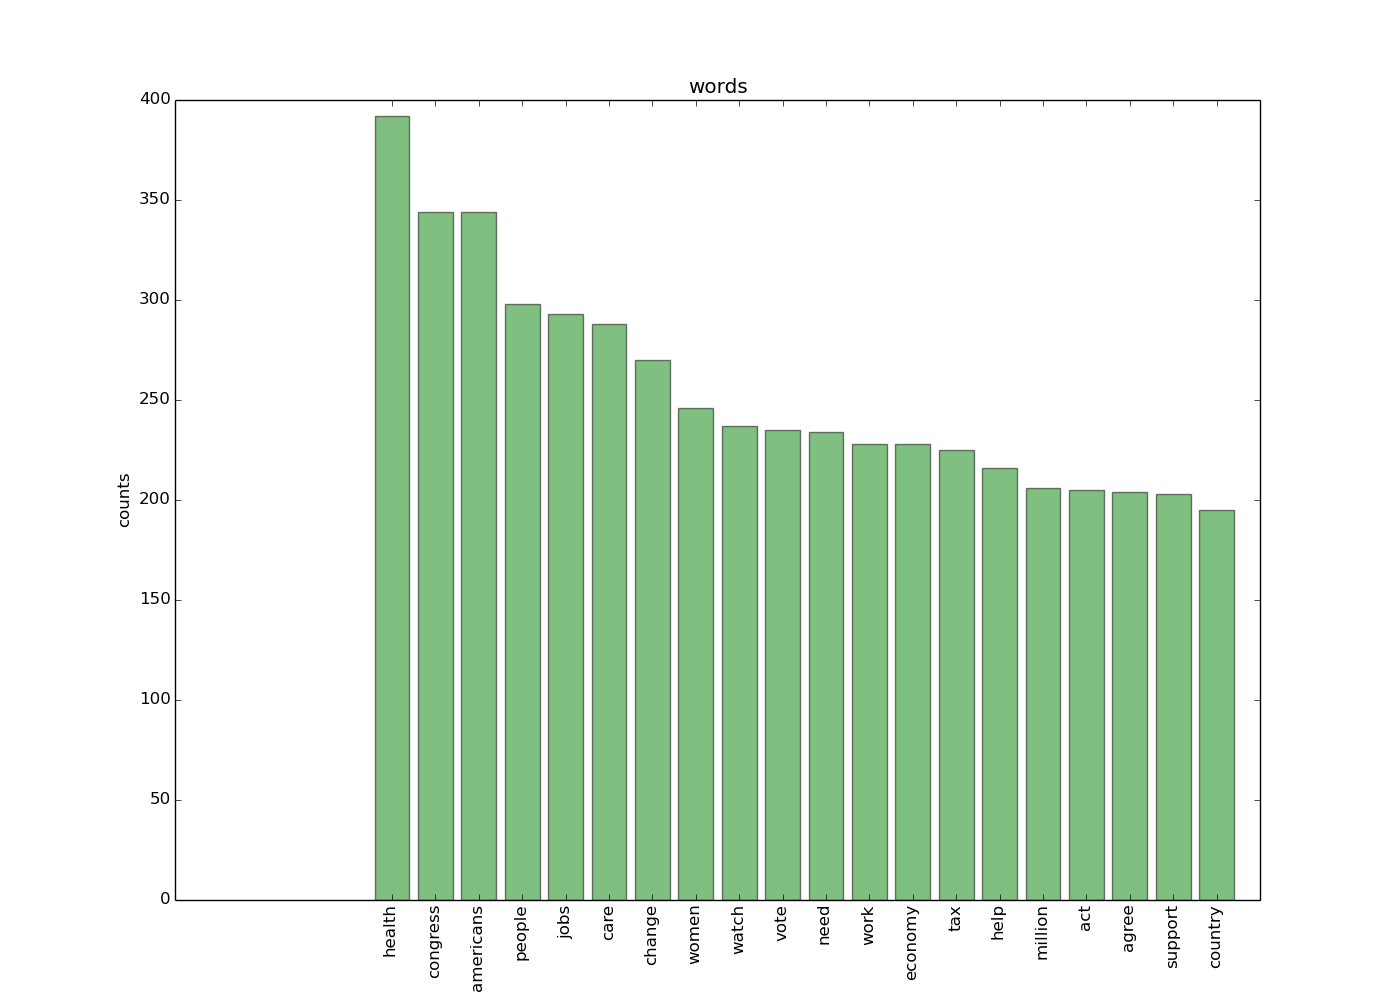 words
400
350
300
250
200
150
100
50
0
counts
health
congress
americans
people
jobs
care
change
women
watch
vote
need
work
economy
tax
help
million
act
agree
support
country